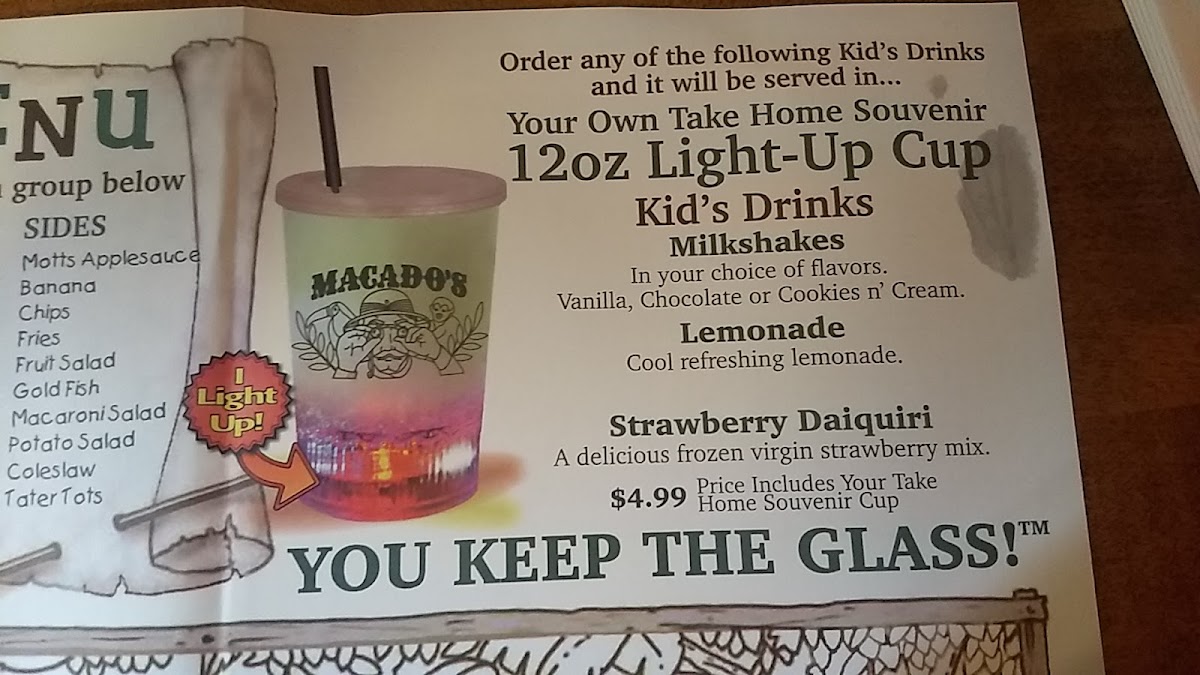 NU
group below
SIDES
Motts Applesauce
Banana
Chips
Fries
Fruit Salad
Gold Fish
Macaroni Salad
Potato Salad
Coleslaw
Tater Tots
MACADO'S
I
Light
Up!
Order any of the following Kid's Drinks
and it will be served in...
Your Own Take Home Souvenir
12oz Light-Up Cup
Kid's Drinks
Milkshakes
In your choice of flavors.
Vanilla, Chocolate or Cookies n' Cream.
Lemonade
Cool refreshing lemonade.
Strawberry Daiquiri
A delicious frozen virgin strawberry mix.
$4.99 Price Includes Your Take
Home Souvenir Cup
YOU KEEP THE GLASS!™